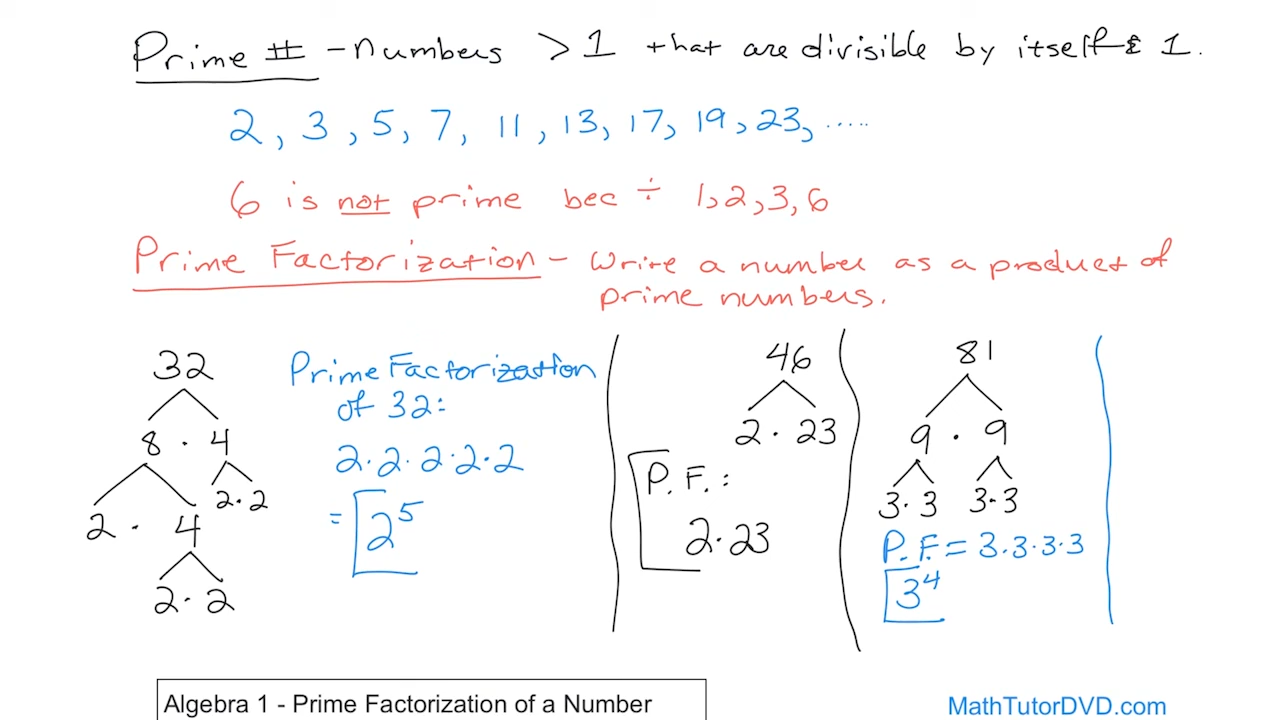 Prime # - numbers > 1 that are divisible by itself & 1.
2, 3, 5, 7, 11, 13, 17, 19, 23, .....
6 is not prime bec ÷ 1, 2, 3, 6
Prime Factorization - Write a number as a product of
prime numbers.
32
8 · 4
2 · 4
2 · 2
2 · 2
Prime Factorization
of 32:
2·2·2·2·2
= 2⁵
46
2 · 23
P.F.:
2·23
81
9 · 9
3·3 3·3
P.F. = 3·3·3·3
3⁴
Algebra 1 - Prime Factorization of a Number
MathTutorDVD.com